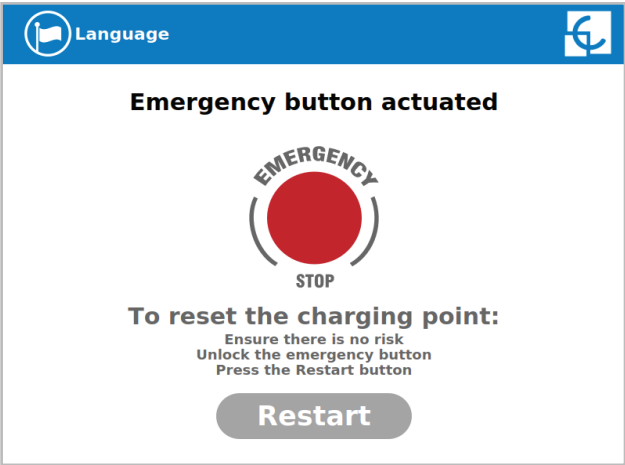 Language
Emergency button actuated
EMERGENCY
STOP
To reset the charging point:
Ensure there is no risk
Unlock the emergency button
Press the Restart button
Restart